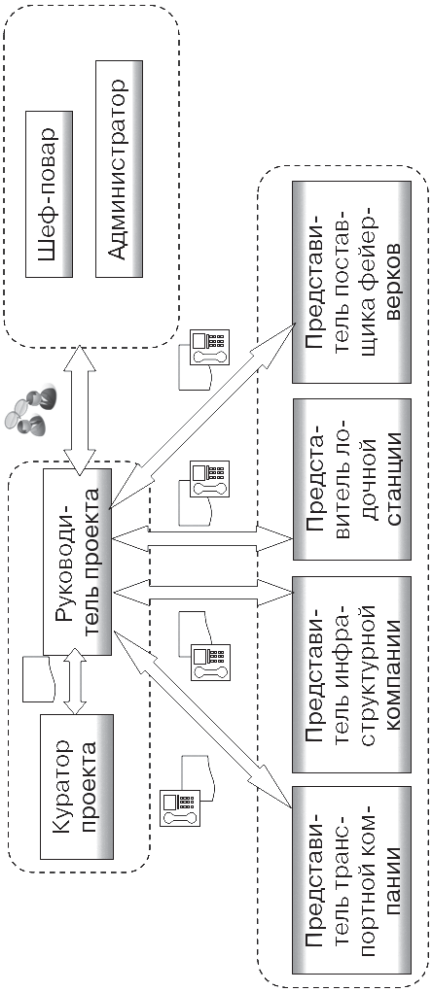 Куратор
проекта
Руководи-
тель проекта
Шеф-повар
Администратор
Представи-
тель транс-
портной ком-
пании
Представи-
тель инфра-
структурной
компании
Предста-
витель ло-
дочной
станции
Представи-
тель постав-
щика фейер-
верков